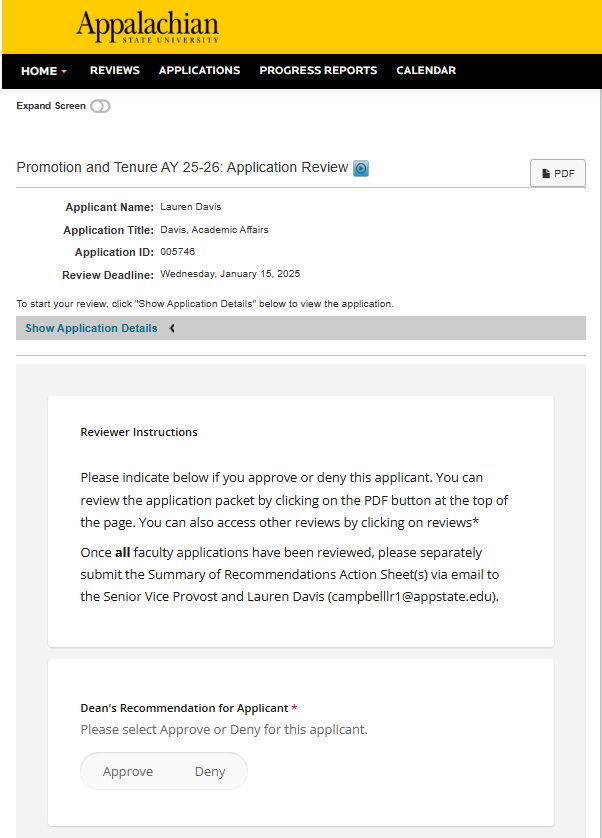 Appalachian
STATE UNIVERSITY
HOME REVIEWS APPLICATIONS PROGRESS REPORTS CALENDAR
Expand Screen
Promotion and Tenure AY 25-26: Application Review
PDF
Applicant Name: Lauren Davis
Application Title: Davis, Academic Affairs
Application ID: 005746
Review Deadline: Wednesday, January 15, 2025
To start your review, click "Show Application Details" below to view the application.
Show Application Details
Reviewer Instructions
Please indicate below if you approve or deny this applicant. You can
review the application packet by clicking on the PDF button at the top of
the page. You can also access other reviews by clicking on reviews*
Once all faculty applications have been reviewed, please separately
submit the Summary of Recommendations Action Sheet(s) via email to
the Senior Vice Provost and Lauren Davis (campbelllr1@appstate.edu).
Dean's Recommendation for Applicant *
Please select Approve or Deny for this applicant.
Approve Deny